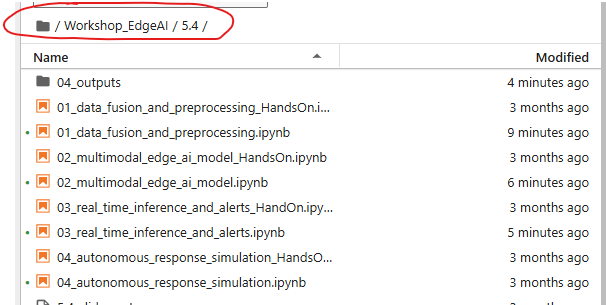 / Workshop_EdgeAI / 5.4 /
Name Modified
04_outputs 4 minutes ago
01_data_fusion_and_preprocessing_HandsOn.i... 3 months ago
01_data_fusion_and_preprocessing.ipynb 9 minutes ago
02_multimodal_edge_ai_model_HandsOn.ipynb 3 months ago
02_multimodal_edge_ai_model.ipynb 6 minutes ago
03_real_time_inference_and_alerts_HandOn.ipy... 3 months ago
03_real_time_inference_and_alerts.ipynb 5 minutes ago
04_autonomous_response_simulation_HandsO... 3 months ago
04_autonomous_response_simulation.ipynb 3 months ago